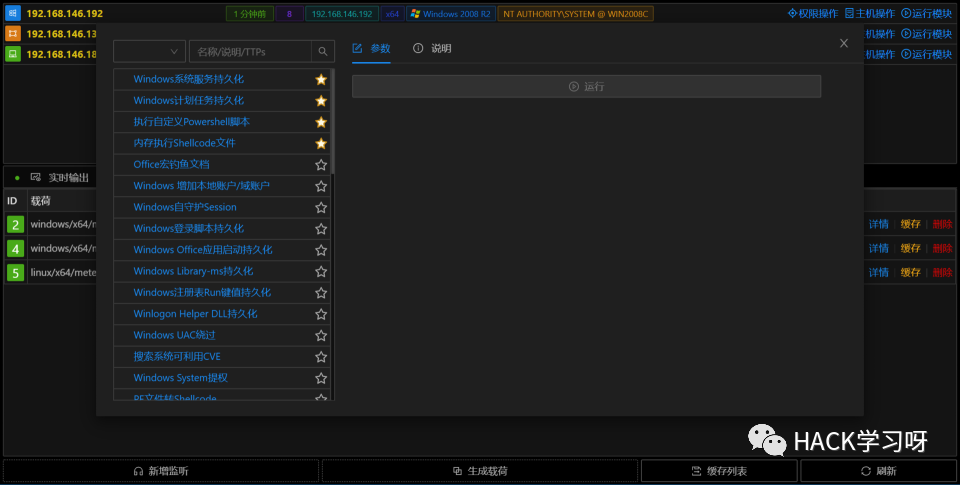 192.168.146.192 1 分钟前 8 192.168.146.192 x64 Windows 2008 R2 NT AUTHORITY\SYSTEM @ WIN2008C 权限操作 主机操作 运行模块
192.168.146.13 机操作 运行模块
192.168.146.18 机操作 运行模块
名称/说明/TTPs 参数 说明
运行
Windows系统服务持久化
Windows计划任务持久化
执行自定义Powershell脚本
内存执行Shellcode文件
Office宏钓鱼文档
Windows 增加本地账户/域账户
Windows自守护Session
Windows登录脚本持久化
Windows Office应用启动持久化
Windows Library-ms持久化
Windows注册表Run键值持久化
Winlogon Helper DLL持久化
Windows UAC绕过
搜索系统可利用CVE
Windows System提权
PE文件转Shellcode
实时输出
ID 载荷
2 windows/x64/m 详情 缓存 删除
4 windows/x64/m 详情 缓存 删除
5 linux/x64/mete 详情 缓存 删除
HACK学习呀
新增监听 生成载荷 缓存列表 刷新